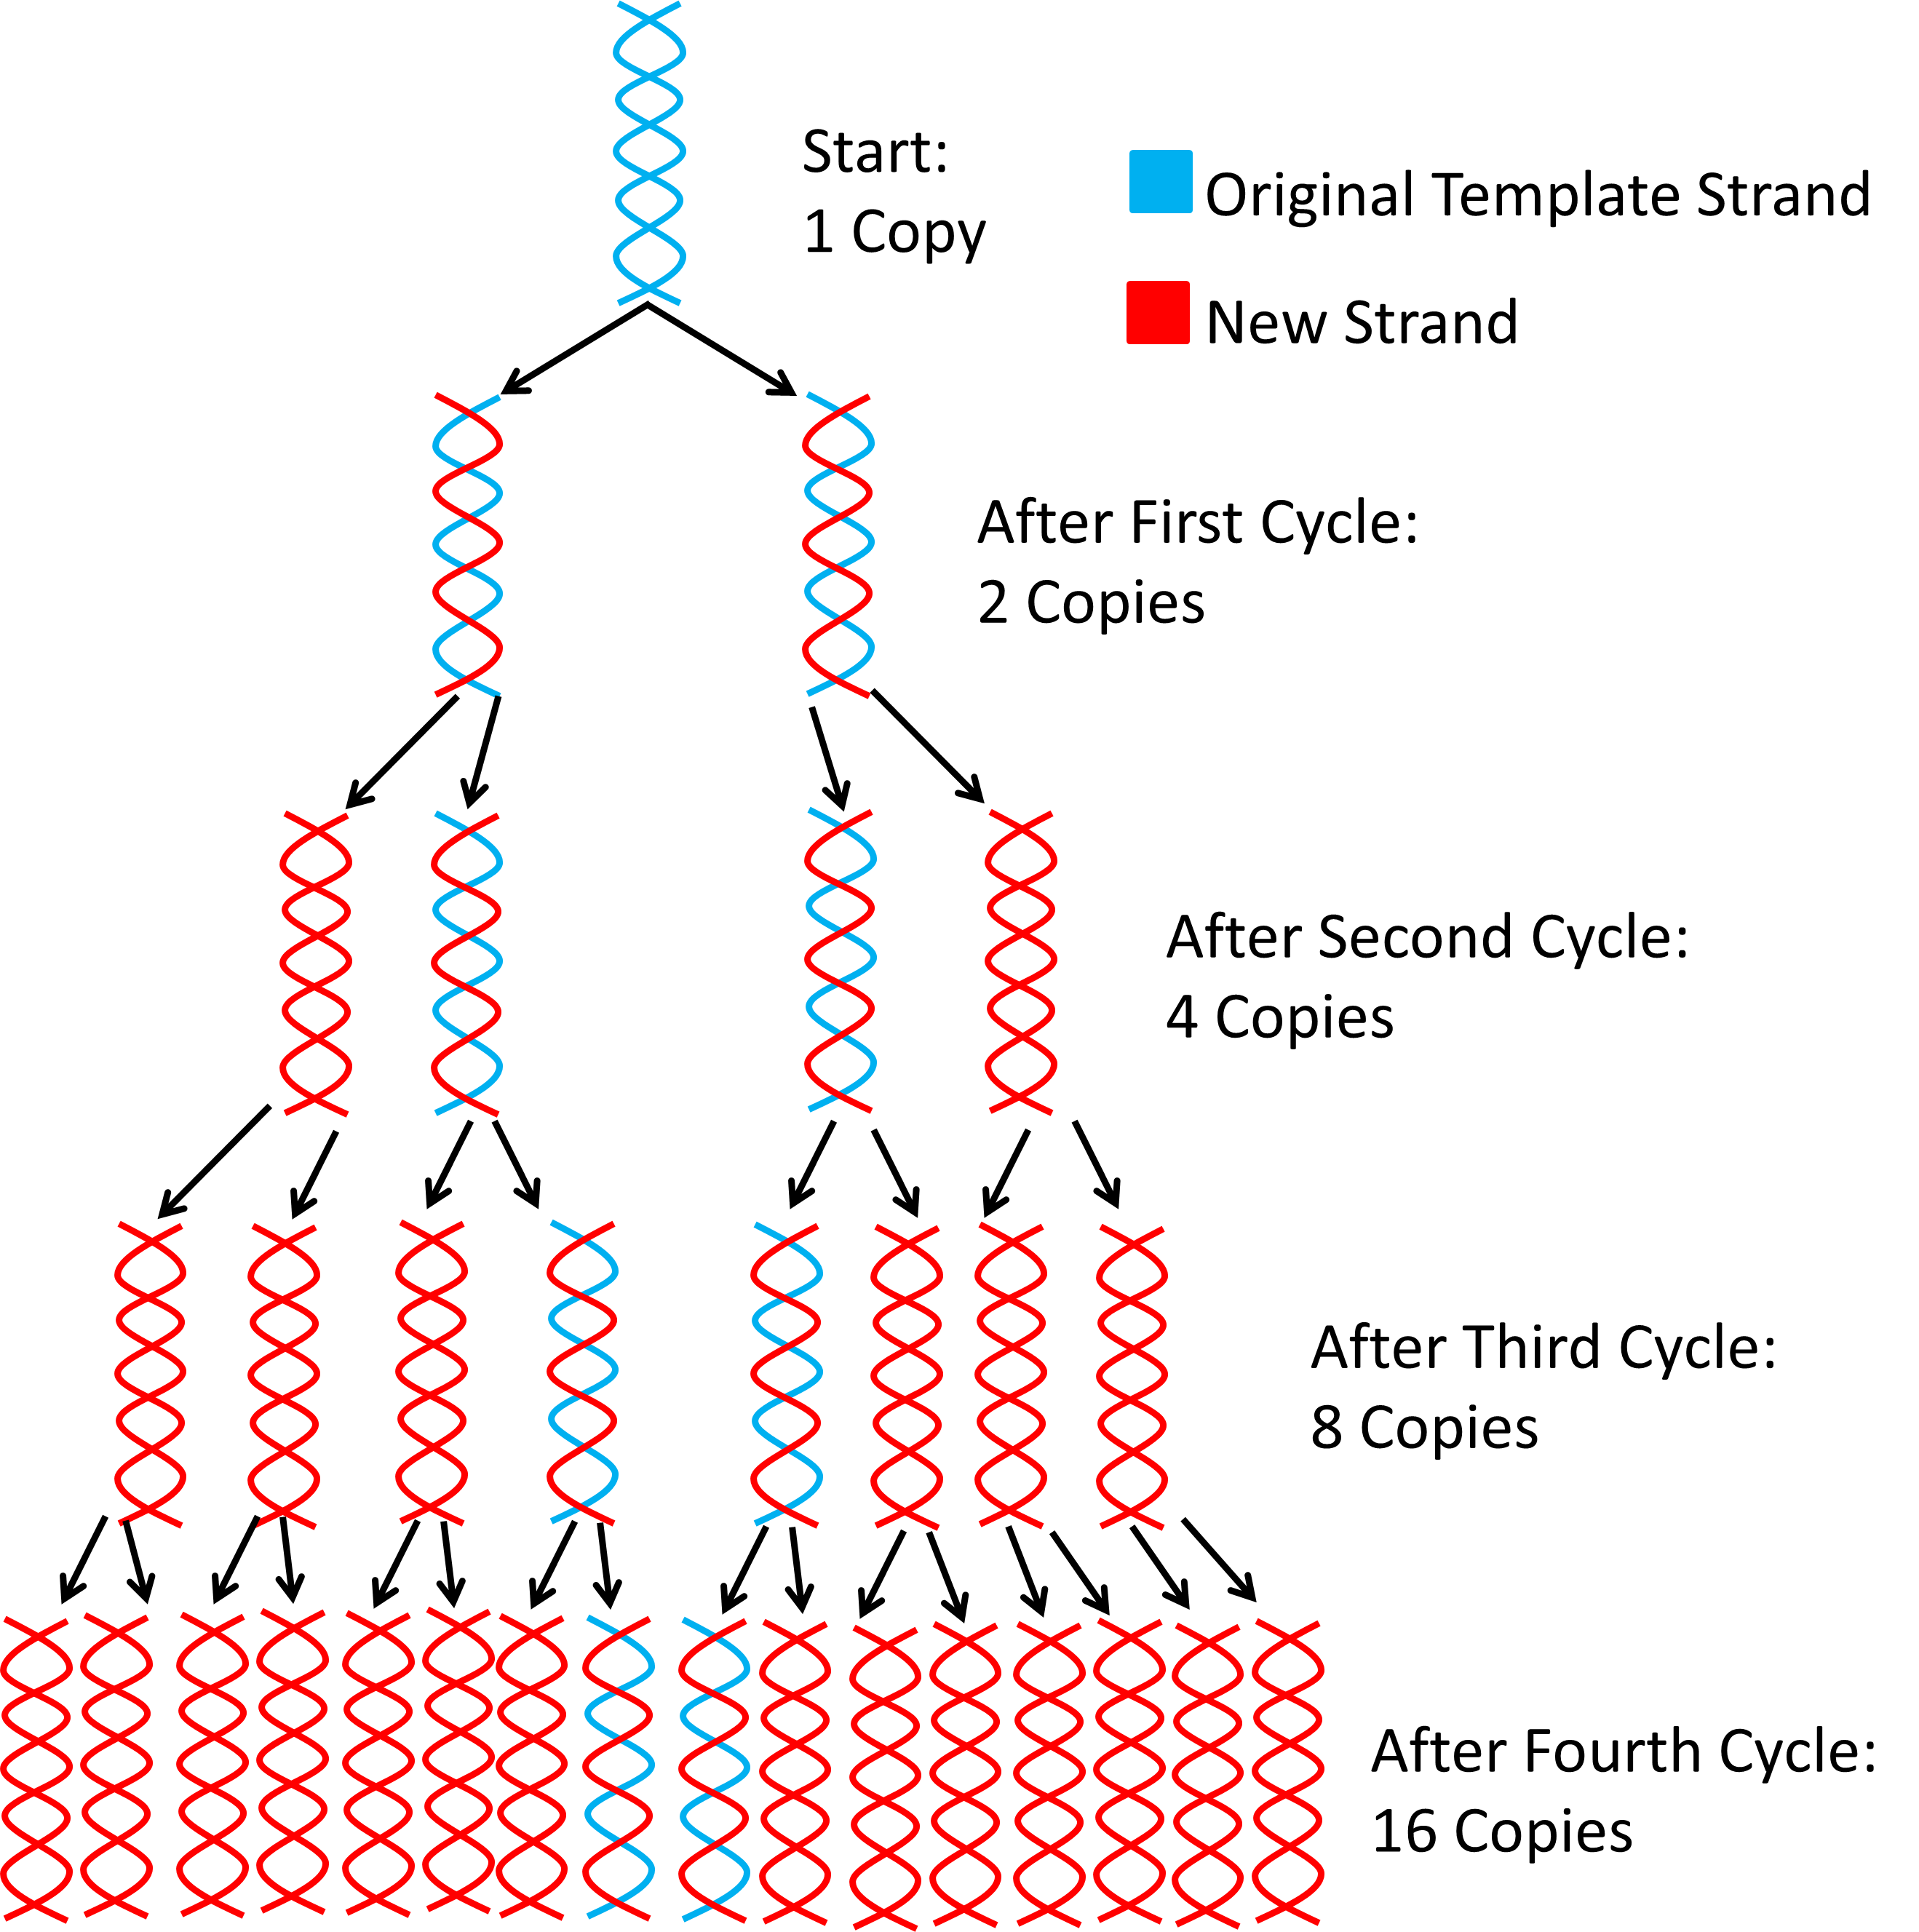 Start:
1 Copy
Original Template Strand
New Strand
After First Cycle:
2 Copies
After Second Cycle:
4 Copies
After Third Cycle:
8 Copies
After Fourth Cycle:
16 Copies